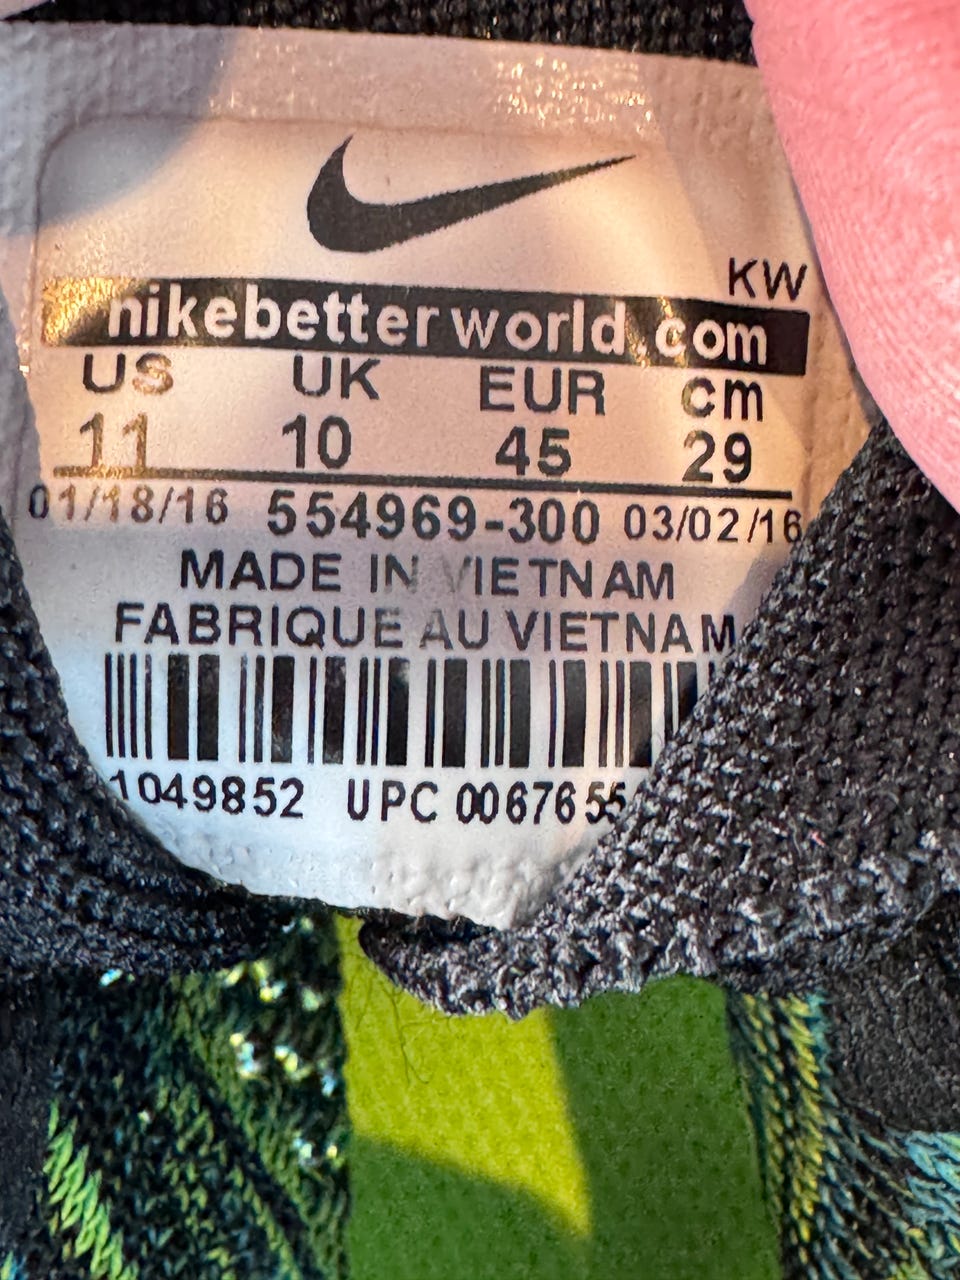 KW
nikebetterworld.com
US UK EUR cm
11 10 45 29
01/18/16 554969-300 03/02/16
MADE IN VIETNAM
FABRIQUE AU VIETNAM
1049852 UPC 0067655